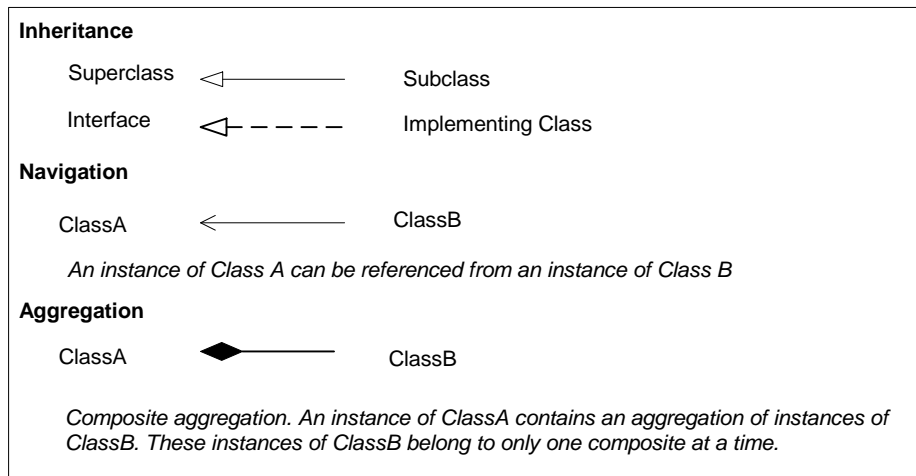 Inheritance
Superclass Subclass
Interface Implementing Class
Navigation
ClassA ClassB
An instance of Class A can be referenced from an instance of Class B
Aggregation
ClassA ClassB
Composite aggregation. An instance of ClassA contains an aggregation of instances of
ClassB. These instances of ClassB belong to only one composite at a time.